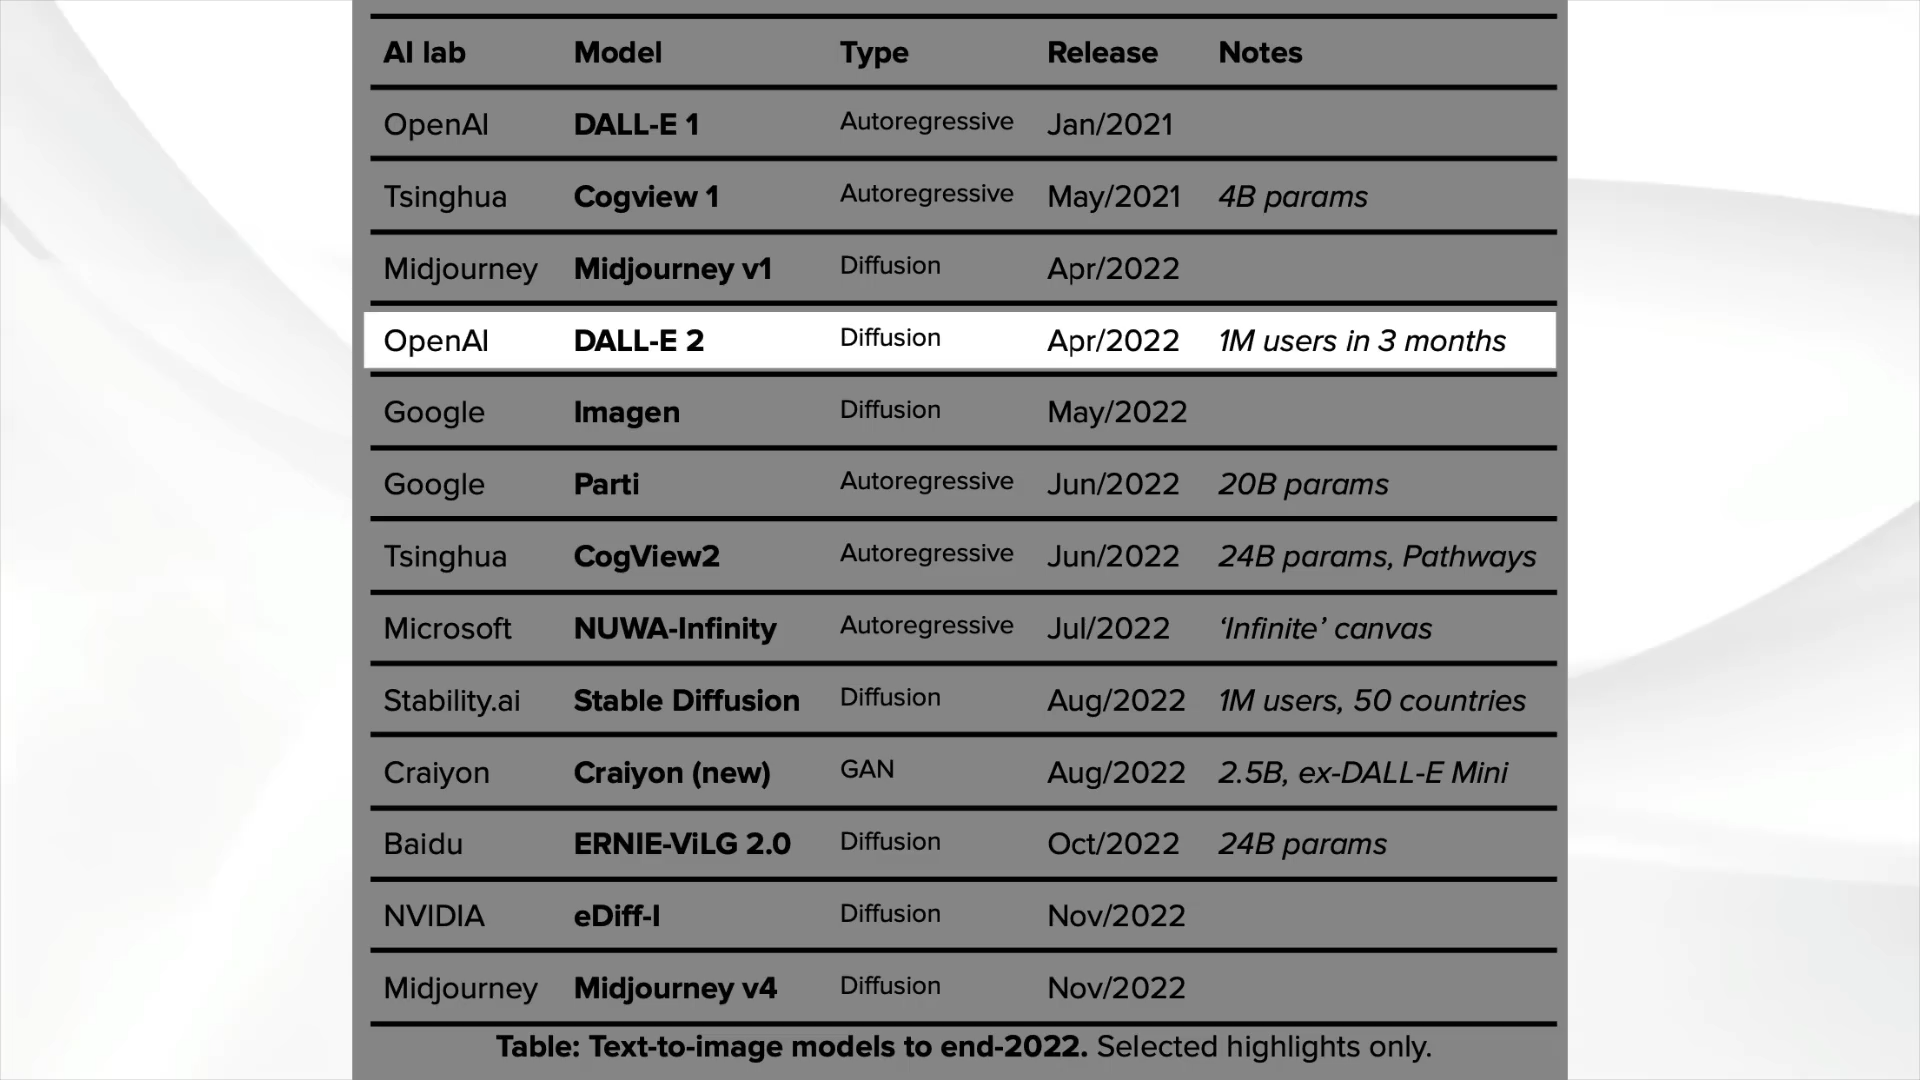 AI lab Model Type Release Notes
OpenAI DALL-E 1 Autoregressive Jan/2021
Tsinghua Cogview 1 Autoregressive May/2021 4B params
Midjourney Midjourney v1 Diffusion Apr/2022
OpenAI DALL-E 2 Diffusion Apr/2022 1M users in 3 months
Google Imagen Diffusion May/2022
Google Parti Autoregressive Jun/2022 20B params
Tsinghua CogView2 Autoregressive Jun/2022 24B params, Pathways
Microsoft NUWA-Infinity Autoregressive Jul/2022 ‘Infinite’ canvas
Stability.ai Stable Diffusion Diffusion Aug/2022 1M users, 50 countries
Craiyon Craiyon (new) GAN Aug/2022 2.5B, ex-DALL-E Mini
Baidu ERNIE-ViLG 2.0 Diffusion Oct/2022 24B params
NVIDIA eDiff-I Diffusion Nov/2022
Midjourney Midjourney v4 Diffusion Nov/2022
Table: Text-to-image models to end-2022. Selected highlights only.